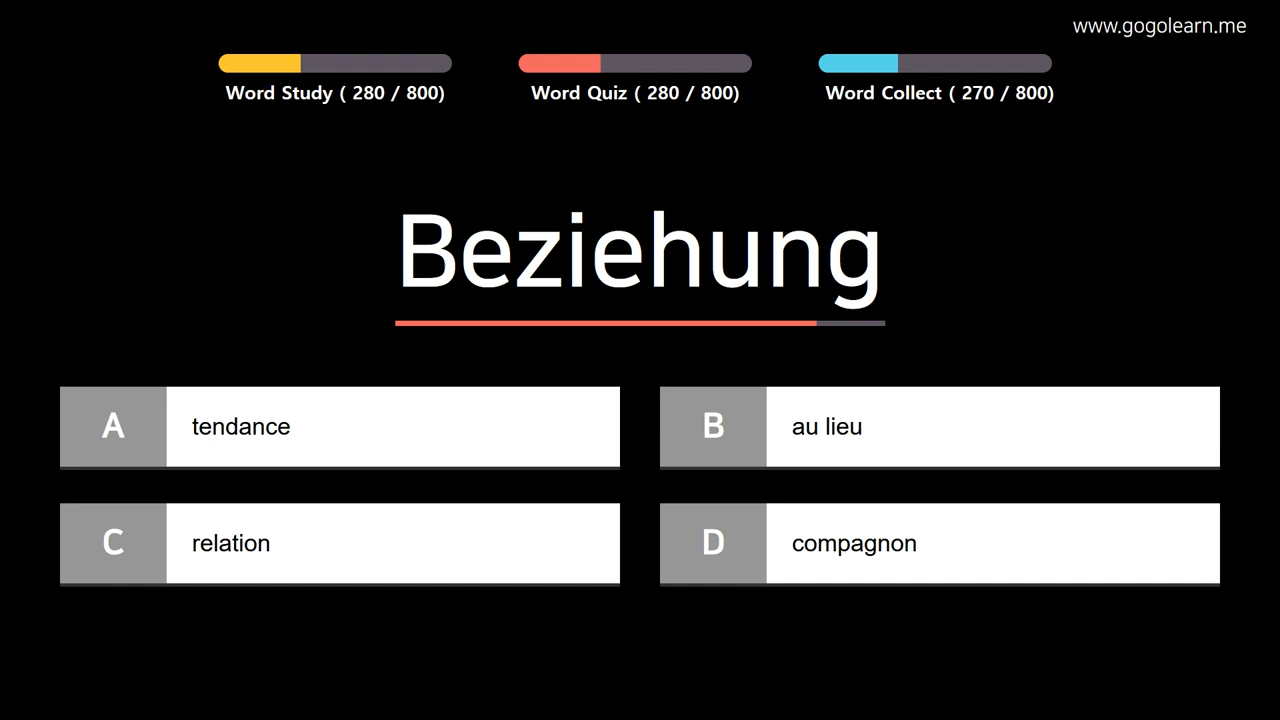 www.gogolearn.me
Word Study ( 280 / 800) Word Quiz ( 280 / 800) Word Collect ( 270 / 800)
Beziehung
A tendance
B au lieu
C relation
D compagnon